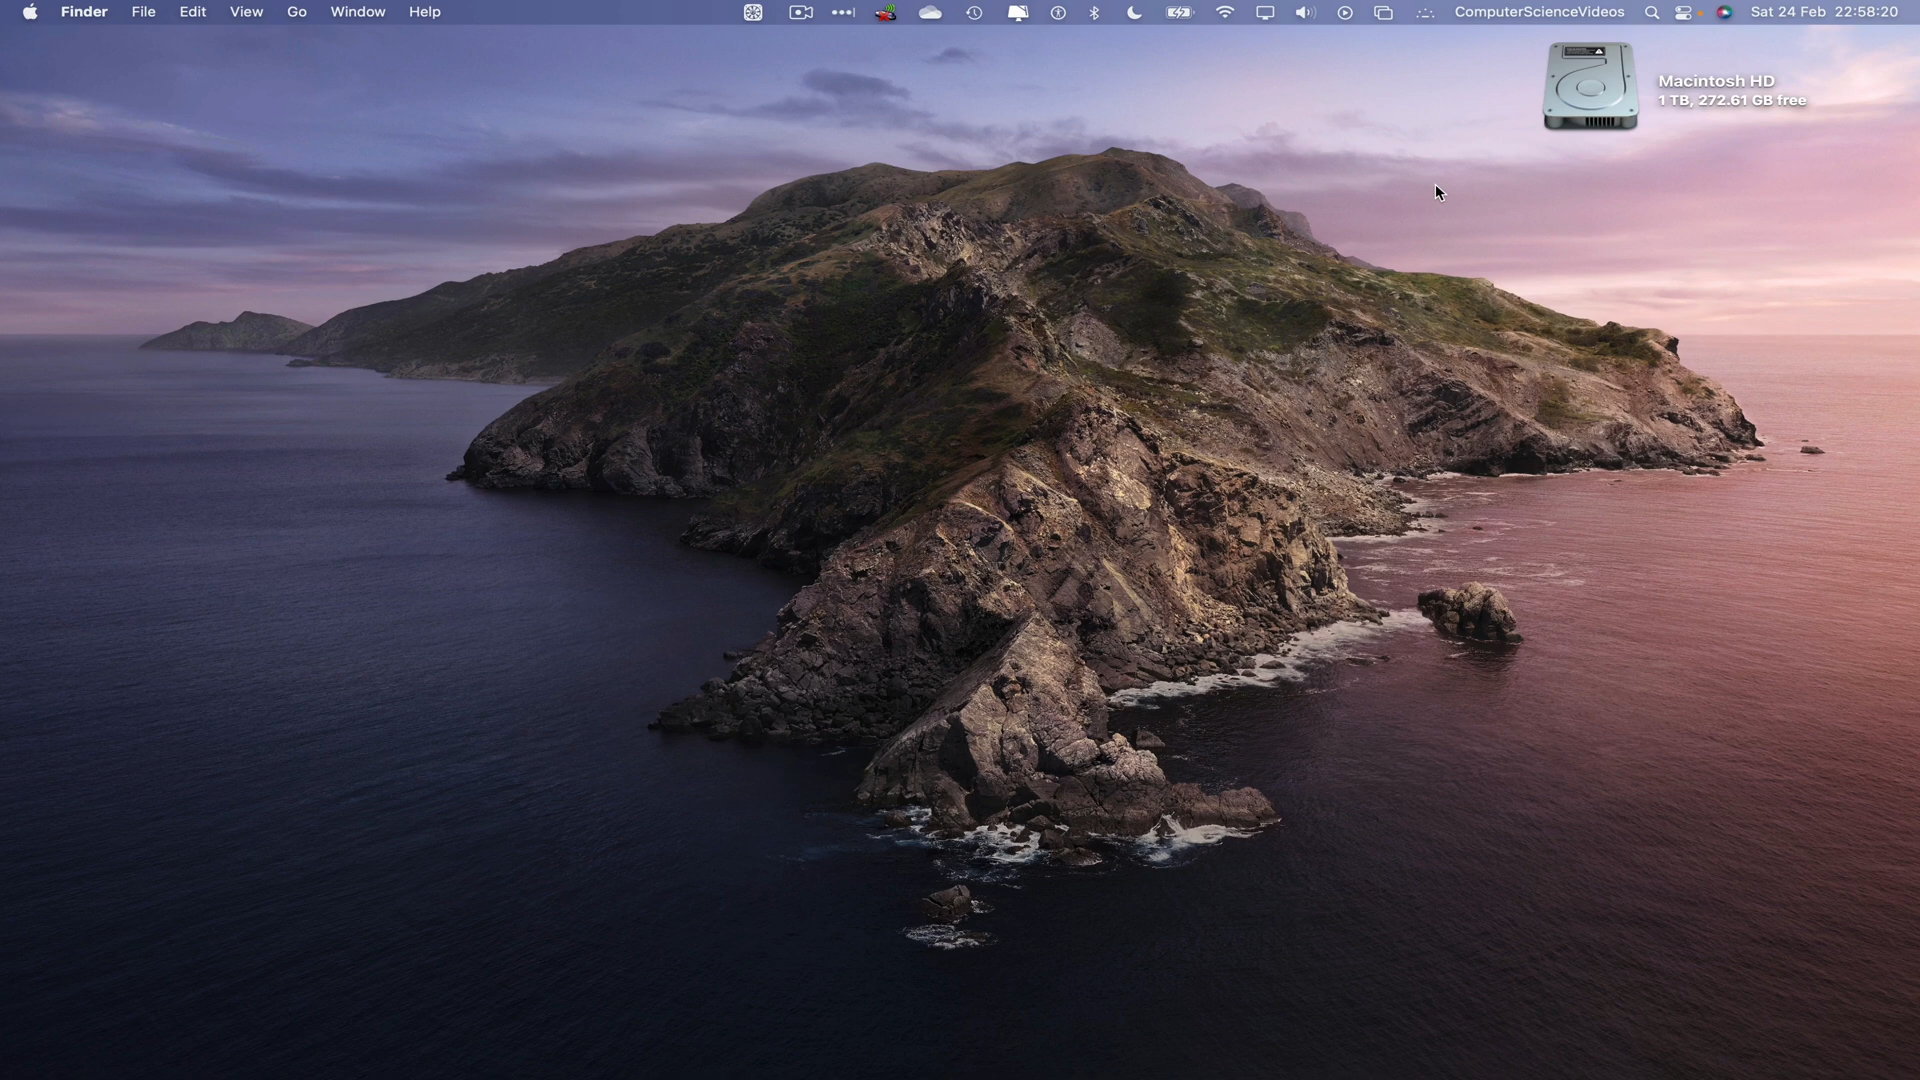 Finder File Edit View Go Window Help ComputerScienceVideos Sat 24 Feb 22:58:20
Macintosh HD
1 TB, 272.61 GB free